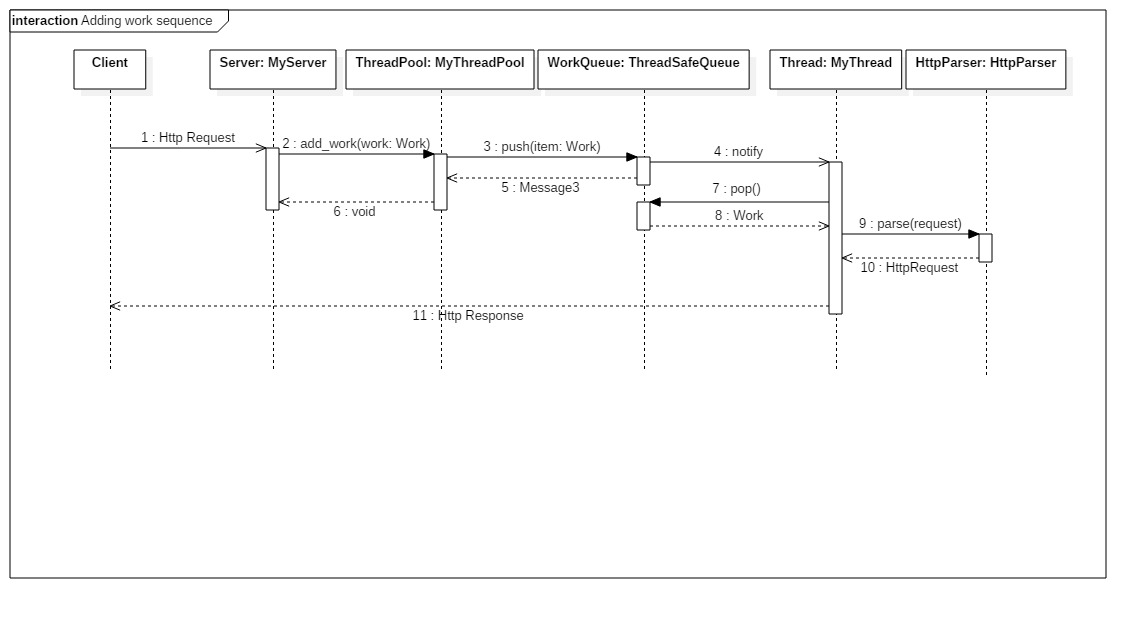 interaction Adding work sequence
Client
Server: MyServer
ThreadPool: MyThreadPool
WorkQueue: ThreadSafeQueue
Thread: MyThread
HttpParser: HttpParser
1 : Http Request
2 : add_work(work: Work)
3 : push(item: Work)
4 : notify
5 : Message3
6 : void
7 : pop()
8 : Work
9 : parse(request)
10 : HttpRequest
11 : Http Response